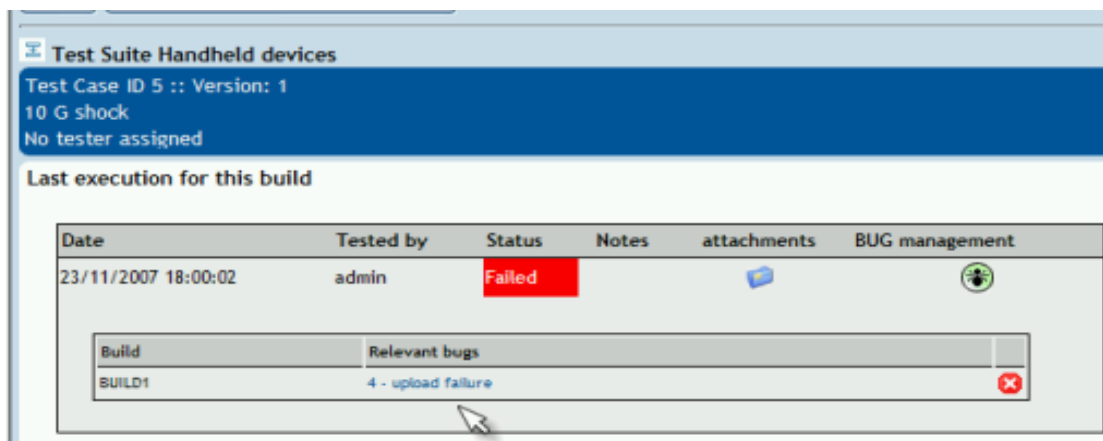 Test Suite Handheld devices
Test Case ID 5 :: Version: 1
10 G shock
No tester assigned
Last execution for this build
Date Tested by Status Notes attachments BUG management
23/11/2007 18:00:02 admin Failed
Build Relevant bugs
BUILD1 4 - upload failure